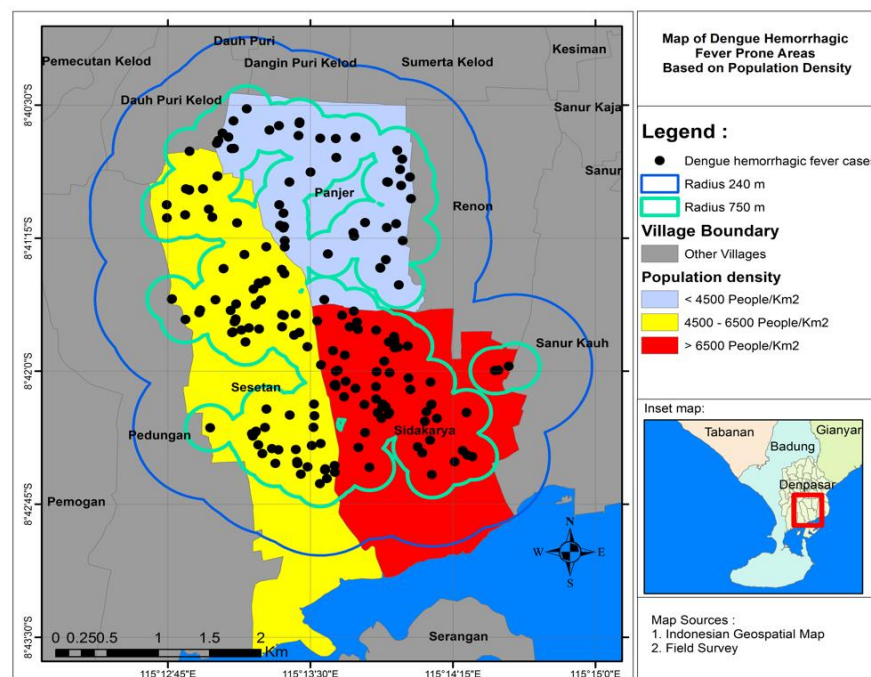 Dauh Puri
Pemecutan Kelod
Dangin Puri Kelod
Sumerta Kelod
Kesiman
Dauh Puri Kelod
Sanur Kaja
Sanur
Panjer
Renon
Sanur Kauh
Sesetan
Pedungan
Sidakarya
Pemogan
Serangan
8°40'30"S
8°41'15"S
8°42'0"S
8°42'45"S
8°43'30"S
115°12'45"E
115°13'30"E
115°14'15"E
115°15'0"E
N
W
E
S
0 0.25 0.5 1 1.5 2
Km
Map of Dengue Hemorrhagic
Fever Prone Areas
Based on Population Density
Legend :
Dengue hemorrhagic fever cases
Radius 240 m
Radius 750 m
Village Boundary
Other Villages
Population density
< 4500 People/Km2
4500 - 6500 People/Km2
> 6500 People/Km2
Inset map:
Tabanan
Gianyar
Badung
Denpasar
Map Sources :
1. Indonesian Geospatial Map
2. Field Survey